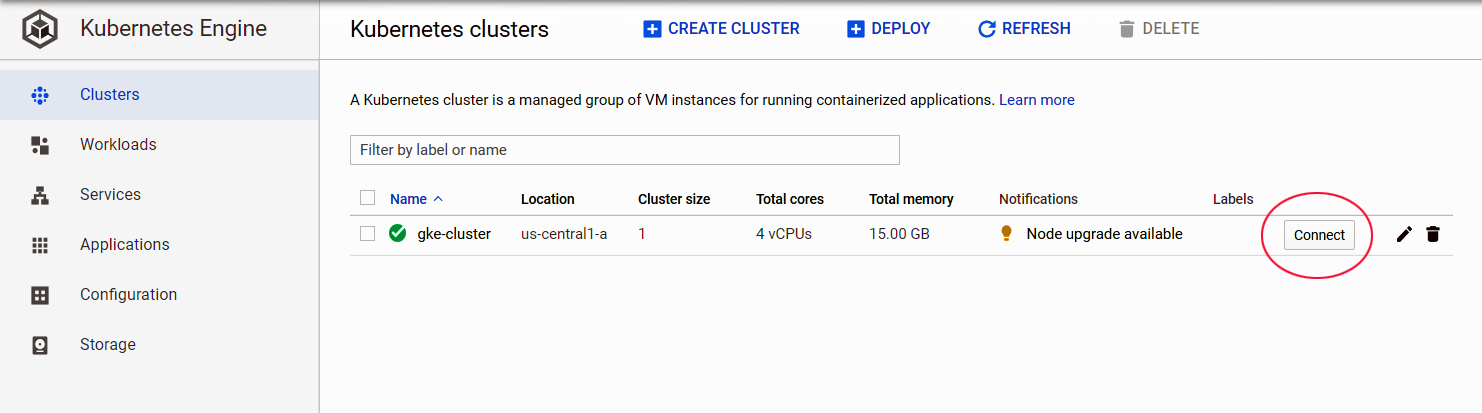 Kubernetes Engine
Clusters
Workloads
Services
Applications
Configuration
Storage
Kubernetes clusters CREATE CLUSTER DEPLOY REFRESH DELETE
A Kubernetes cluster is a managed group of VM instances for running containerized applications. Learn more
Filter by label or name
Name Location Cluster size Total cores Total memory Notifications Labels
gke-cluster us-central1-a 1 4 vCPUs 15.00 GB Node upgrade available Connect